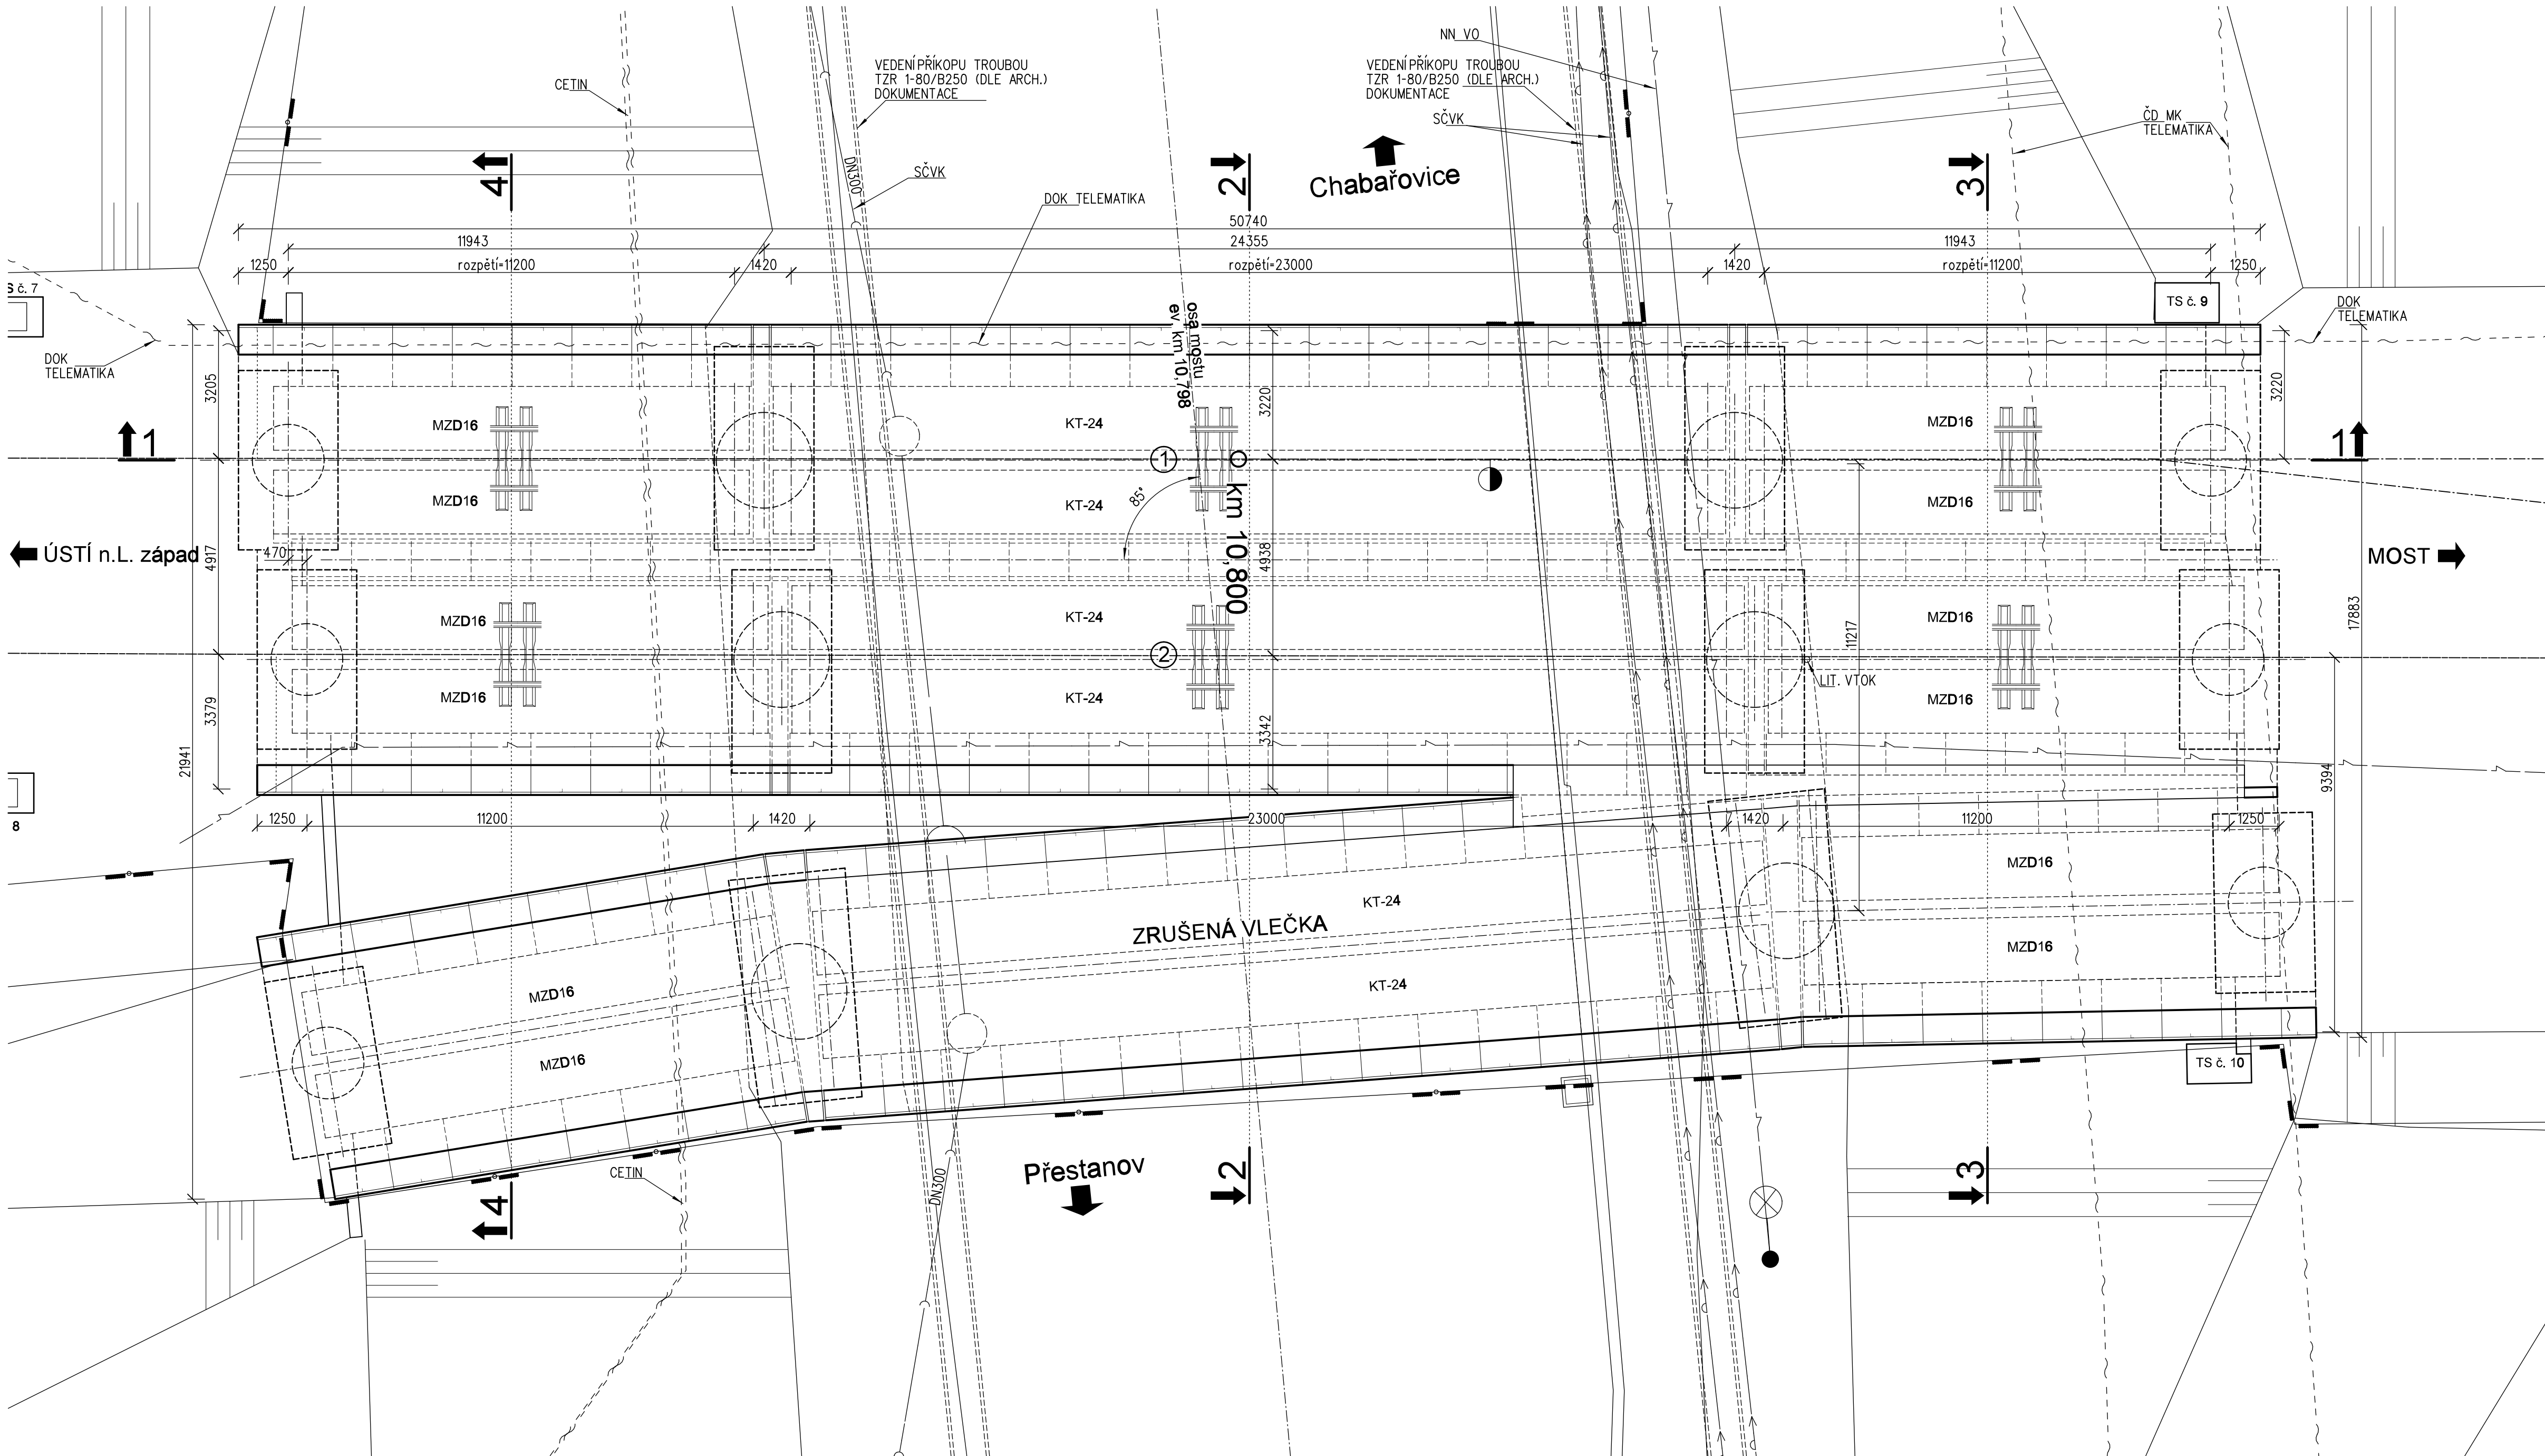 NN VO
VEDENÍ PŘÍKOPU TROUBOU
TZR 1-80/B250 (DLE ARCH.)
DOKUMENTACE
VEDENÍ PŘÍKOPU TROUBOU
TZR 1-80/B250 (DLE ARCH.)
DOKUMENTACE
CETIN
SČVK
ČD MK
TELEMATIKA
DN300
SČVK
4
2
3
Chabařovice
DOK TELEMATIKA
50740
11943
24355
11943
1250
rozpětí=11200
1420
rozpětí=23000
1420
rozpětí=11200
1250
S č. 7
TS č. 9
DOK
TELEMATIKA
DOK
TELEMATIKA
osa mostu
ev. km 10,798
3205
3220
3220
MZD16
KT-24
MZD16
1
1
1
MZD16
KT-24
MZD16
85°
km 10,800
ÚSTÍ n.L. západ
4917
470
4938
MOST
MZD16
KT-24
MZD16
11217
17883
2
LIT. VTOK
MZD16
KT-24
MZD16
3379
3342
21941
9394
8
1250
11200
1420
23000
1420
11200
1250
MZD16
KT-24
ZRUŠENÁ VLEČKA
MZD16
MZD16
KT-24
MZD16
TS č. 10
CETIN
DN300
Přestanov
4
2
3